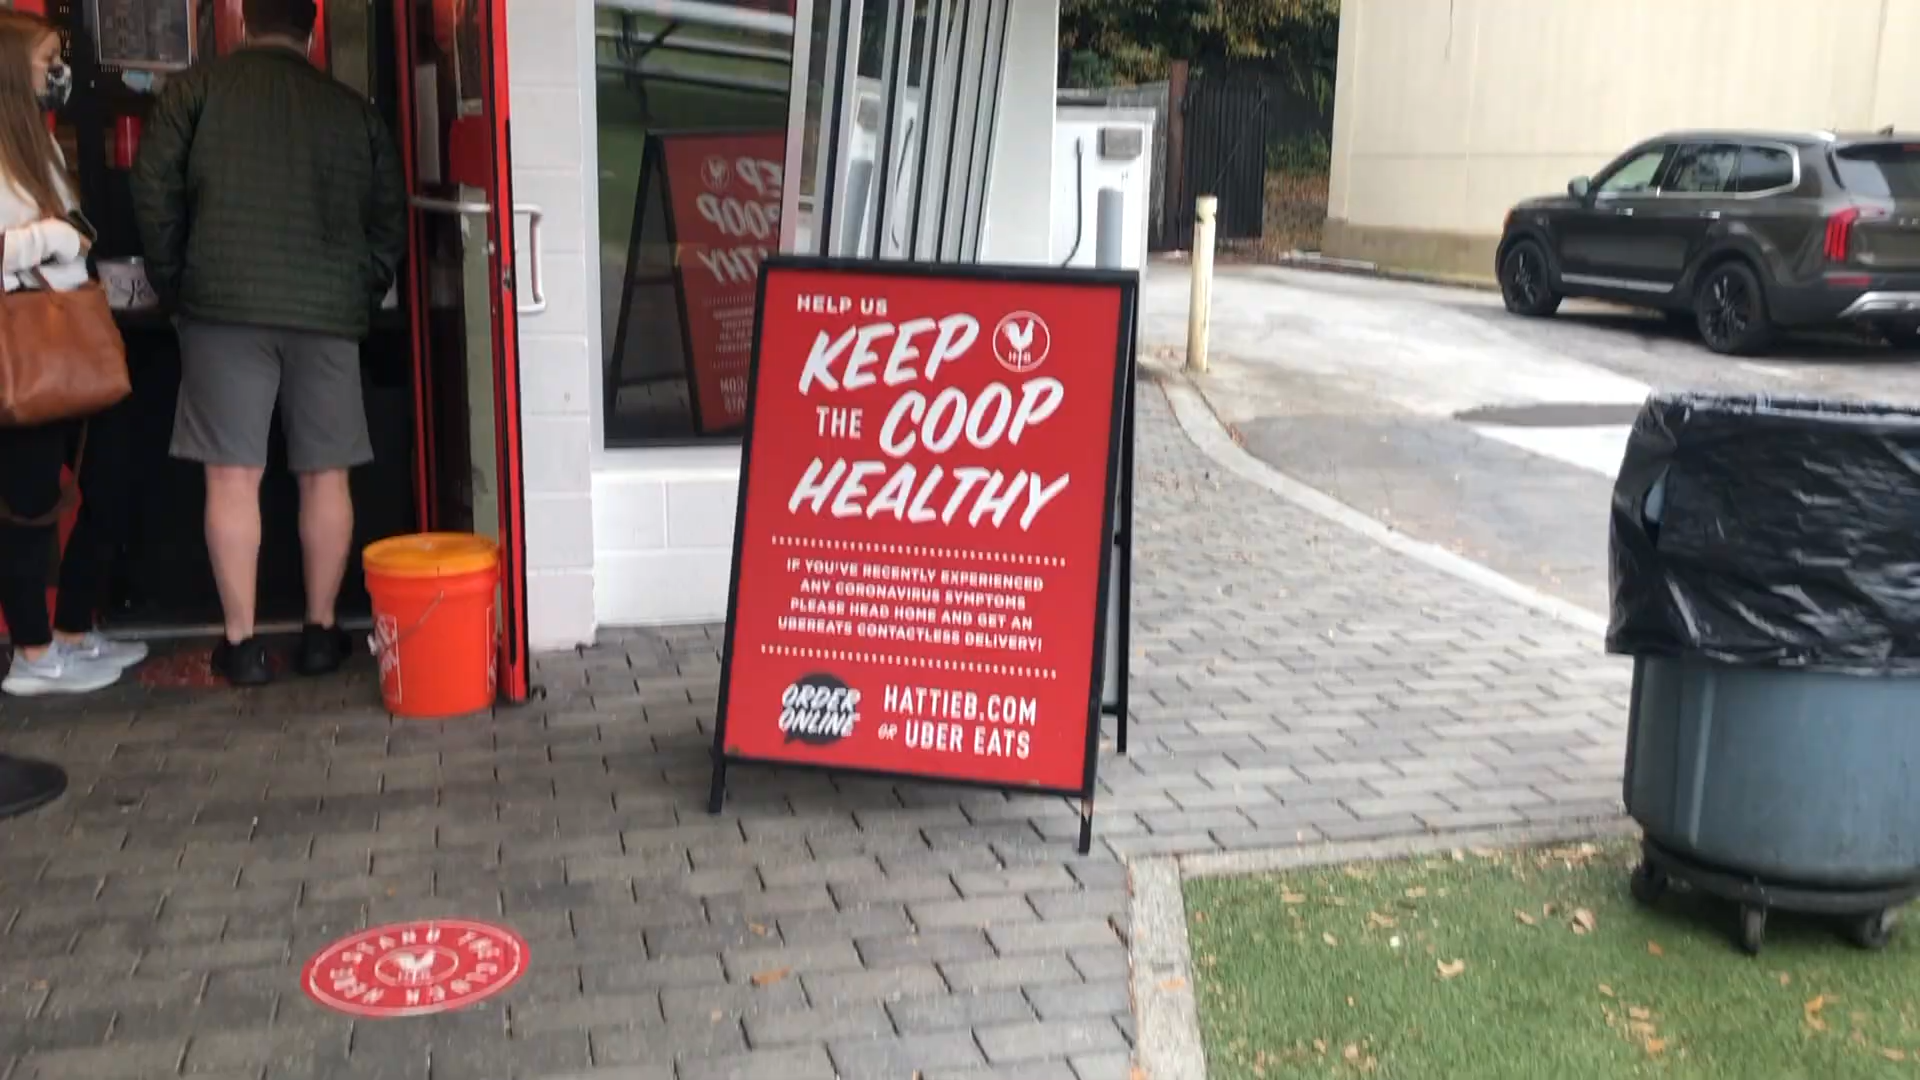 HELP US
KEEP
THE COOP
HEALTHY
IF YOU'VE RECENTLY EXPERIENCED
ANY CORONAVIRUS SYMPTOMS
PLEASE HEAD HOME AND GET AN
UBEREATS CONTACTLESS DELIVERY!
ORDER
ONLINE
HATTIEB.COM
OR UBER EATS